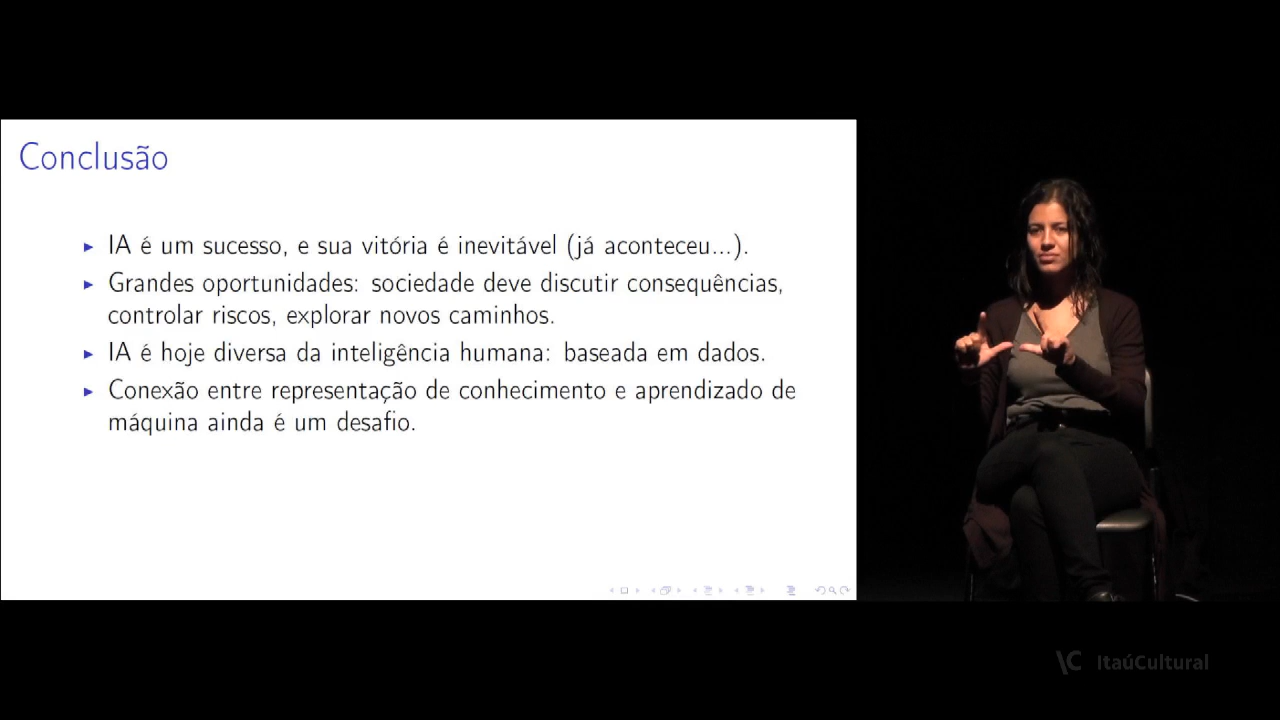 Conclusão
IA é um sucesso, e sua vitória é inevitável (já aconteceu...).
Grandes oportunidades: sociedade deve discutir consequências,
controlar riscos, explorar novos caminhos.
IA é hoje diversa da inteligência humana: baseada em dados.
Conexão entre representação de conhecimento e aprendizado de
máquina ainda é um desafio.
ItaúCultural